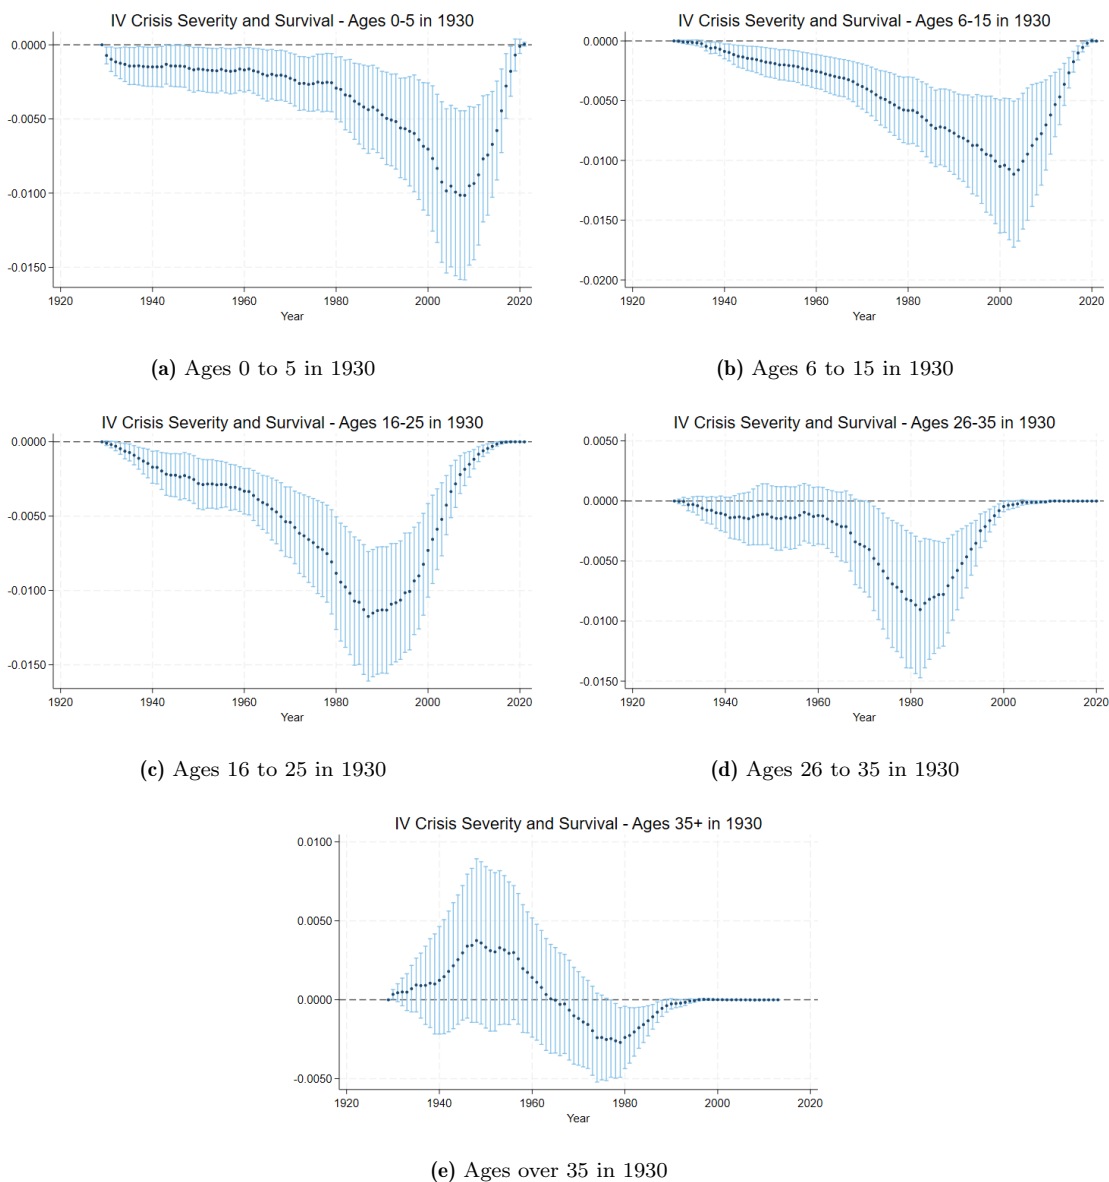 IV Crisis Severity and Survival - Ages 0-5 in 1930
0.0000
-0.0050
-0.0100
-0.0150
1920 1940 1960 1980 2000 2020
Year
(a) Ages 0 to 5 in 1930
IV Crisis Severity and Survival - Ages 6-15 in 1930
0.0000
-0.0050
-0.0100
-0.0150
-0.0200
1920 1940 1960 1980 2000 2020
Year
(b) Ages 6 to 15 in 1930
IV Crisis Severity and Survival - Ages 16-25 in 1930
0.0000
-0.0050
-0.0100
-0.0150
1920 1940 1960 1980 2000 2020
Year
(c) Ages 16 to 25 in 1930
IV Crisis Severity and Survival - Ages 26-35 in 1930
0.0050
0.0000
-0.0050
-0.0100
-0.0150
1920 1940 1960 1980 2000 2020
Year
(d) Ages 26 to 35 in 1930
IV Crisis Severity and Survival - Ages 35+ in 1930
0.0100
0.0050
0.0000
-0.0050
1920 1940 1960 1980 2000 2020
Year
(e) Ages over 35 in 1930